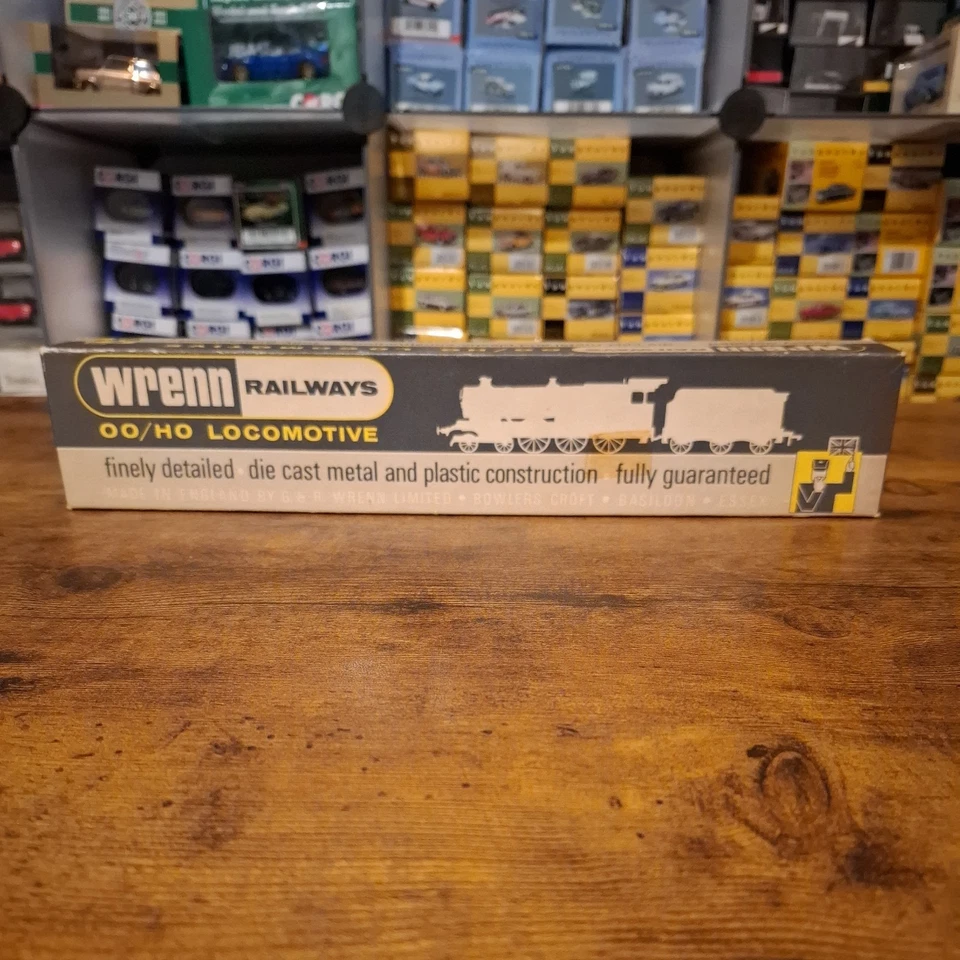 wrenn RAILWAYS
OO/HO LOCOMOTIVE
finely detailed · die cast metal and plastic construction · fully guaranteed
MADE IN ENGLAND BY G & R WRENN LIMITED • BOWLERS CROFT • BASILDON • ESSEX